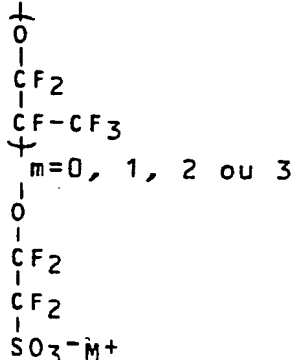 O
CF2
CF-CF3
m=0, 1, 2 ou 3
O
CF2
CF2
SO3-M+